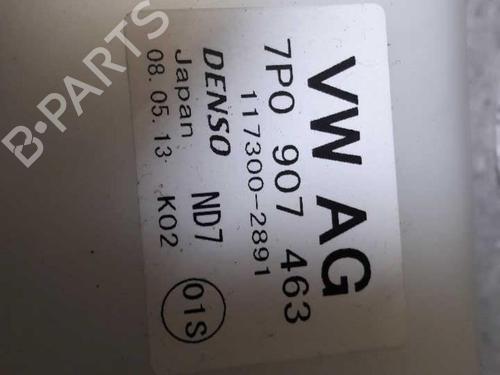 VW AG
7P0 907 463
117300-2891
DENSO ND7
Japan K02
08.05.13 01S
B-PARTS